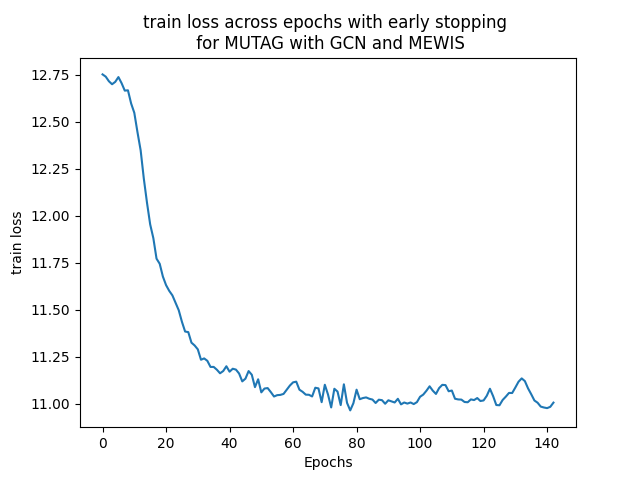 train loss across epochs with early stopping
for MUTAG with GCN and MEWIS
12.75
12.50
12.25
12.00
11.75
11.50
11.25
11.00
train loss
0 20 40 60 80 100 120 140
Epochs